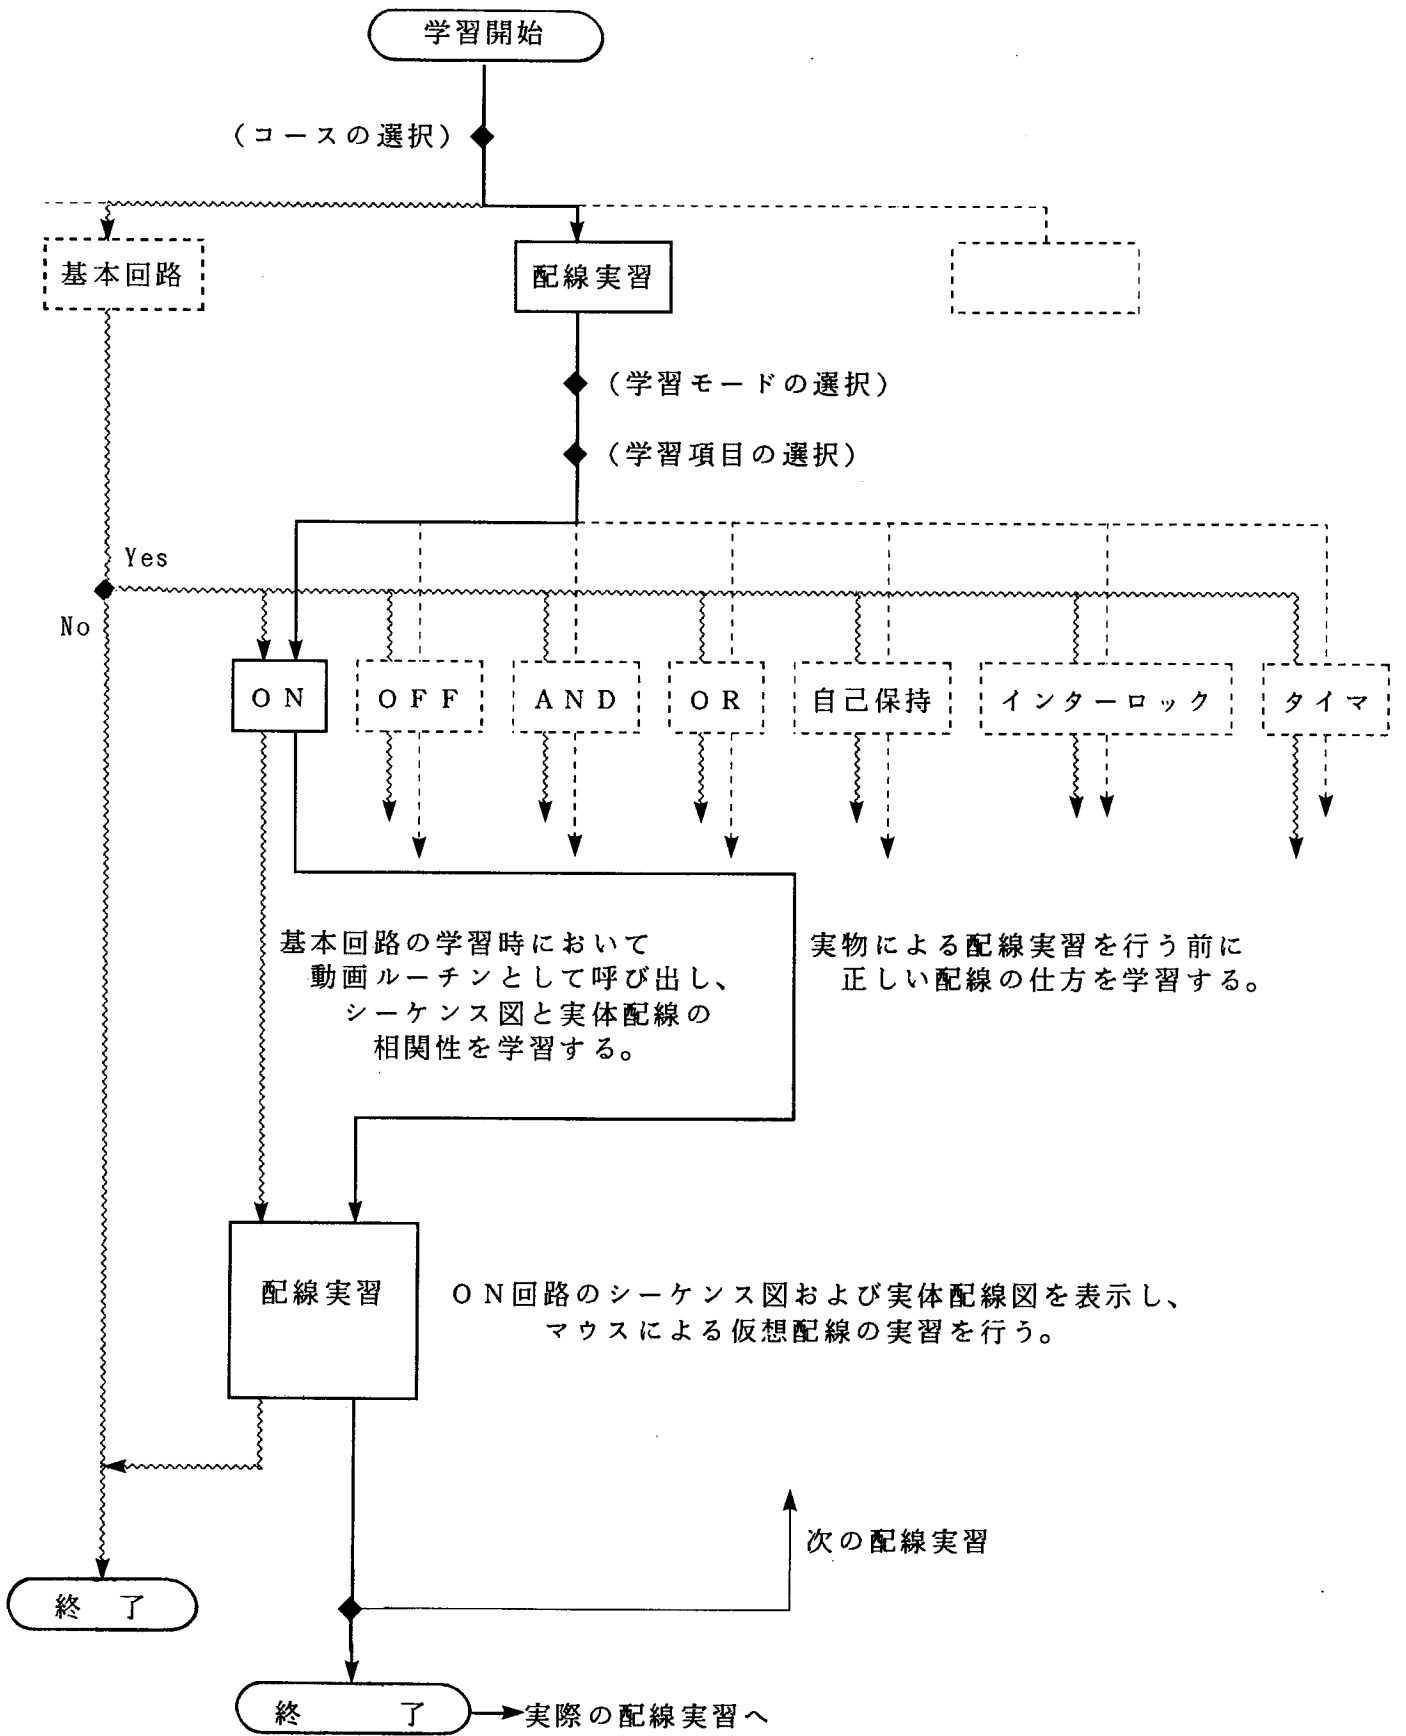 学習開始
(コースの選択)
基本回路
配線実習
(学習モードの選択)
(学習項目の選択)
Yes
No
ON
OFF
AND
OR
自己保持
インターロック
タイマ
基本回路の学習時において
動画ルーチンとして呼び出し、
シーケンス図と実体配線の
相関性を学習する。
実物による配線実習を行う前に
正しい配線の仕方を学習する。
配線実習
ON回路のシーケンス図および実体配線図を表示し、
マウスによる仮想配線の実習を行う。
次の配線実習
終 了
終 了
実際の配線実習へ